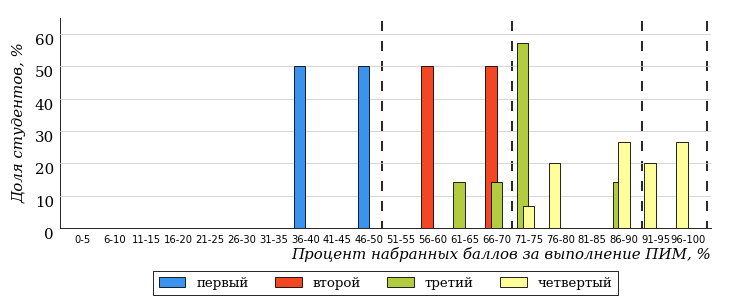 Доля студентов, %
60
50
40
30
20
10
0
0-5 6-10 11-15 16-20 21-25 26-30 31-35 36-40 41-45 46-50 51-55 56-60 61-65 66-70 71-75 76-80 81-85 86-90 91-95 96-100
Процент набранных баллов за выполнение ПИМ, %
первый второй третий четвертый